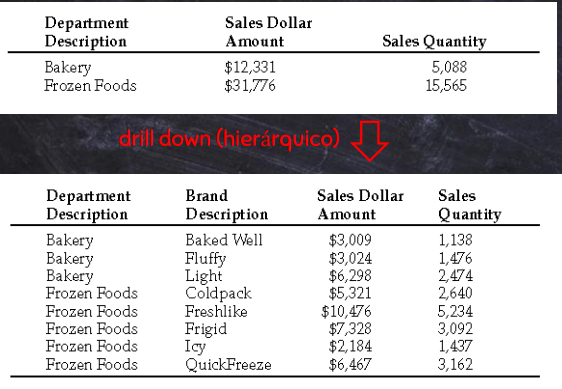 Department Sales Dollar
Description Amount Sales Quantity
Bakery $12,331 5,088
Frozen Foods $31,776 15,565
drill down (hierárquico)
Department Brand Sales Dollar Sales
Description Description Amount Quantity
Bakery Baked Well $3,009 1,138
Bakery Fluffy $3,024 1,476
Bakery Light $6,298 2,474
Frozen Foods Coldpack $5,321 2,640
Frozen Foods Freshlike $10,476 5,234
Frozen Foods Frigid $7,328 3,092
Frozen Foods Icy $2,184 1,437
Frozen Foods QuickFreeze $6,467 3,162